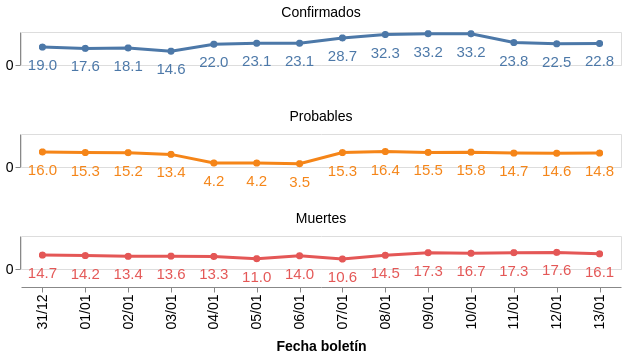 Confirmados
0
19.0 17.6 18.1 14.6 22.0 23.1 23.1 28.7 32.3 33.2 33.2 23.8 22.5 22.8
Probables
0
16.0 15.3 15.2 13.4 4.2 4.2 3.5 15.3 16.4 15.5 15.8 14.7 14.6 14.8
Muertes
0
14.7 14.2 13.4 13.6 13.3 11.0 14.0 10.6 14.5 17.3 16.7 17.3 17.6 16.1
31/12 01/01 02/01 03/01 04/01 05/01 06/01 07/01 08/01 09/01 10/01 11/01 12/01 13/01
Fecha boletín